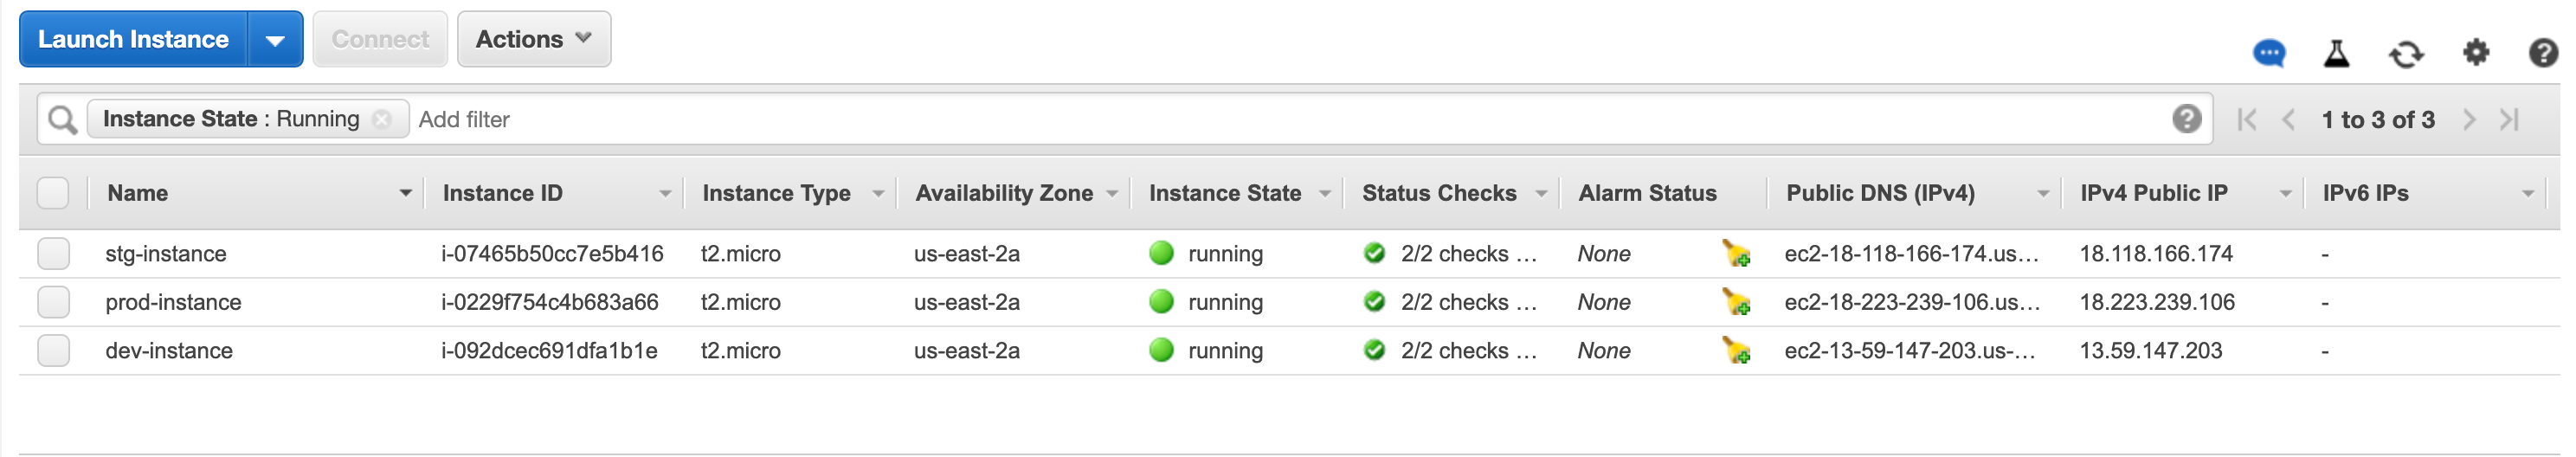 Launch Instance Connect Actions
Instance State : Running Add filter 1 to 3 of 3
Name Instance ID Instance Type Availability Zone Instance State Status Checks Alarm Status Public DNS (IPv4) IPv4 Public IP IPv6 IPs
stg-instance i-07465b50cc7e5b416 t2.micro us-east-2a running 2/2 checks ... None ec2-18-118-166-174.us... 18.118.166.174 -
prod-instance i-0229f754c4b683a66 t2.micro us-east-2a running 2/2 checks ... None ec2-18-223-239-106.us... 18.223.239.106 -
dev-instance i-092dcec691dfa1b1e t2.micro us-east-2a running 2/2 checks ... None ec2-13-59-147-203.us-... 13.59.147.203 -